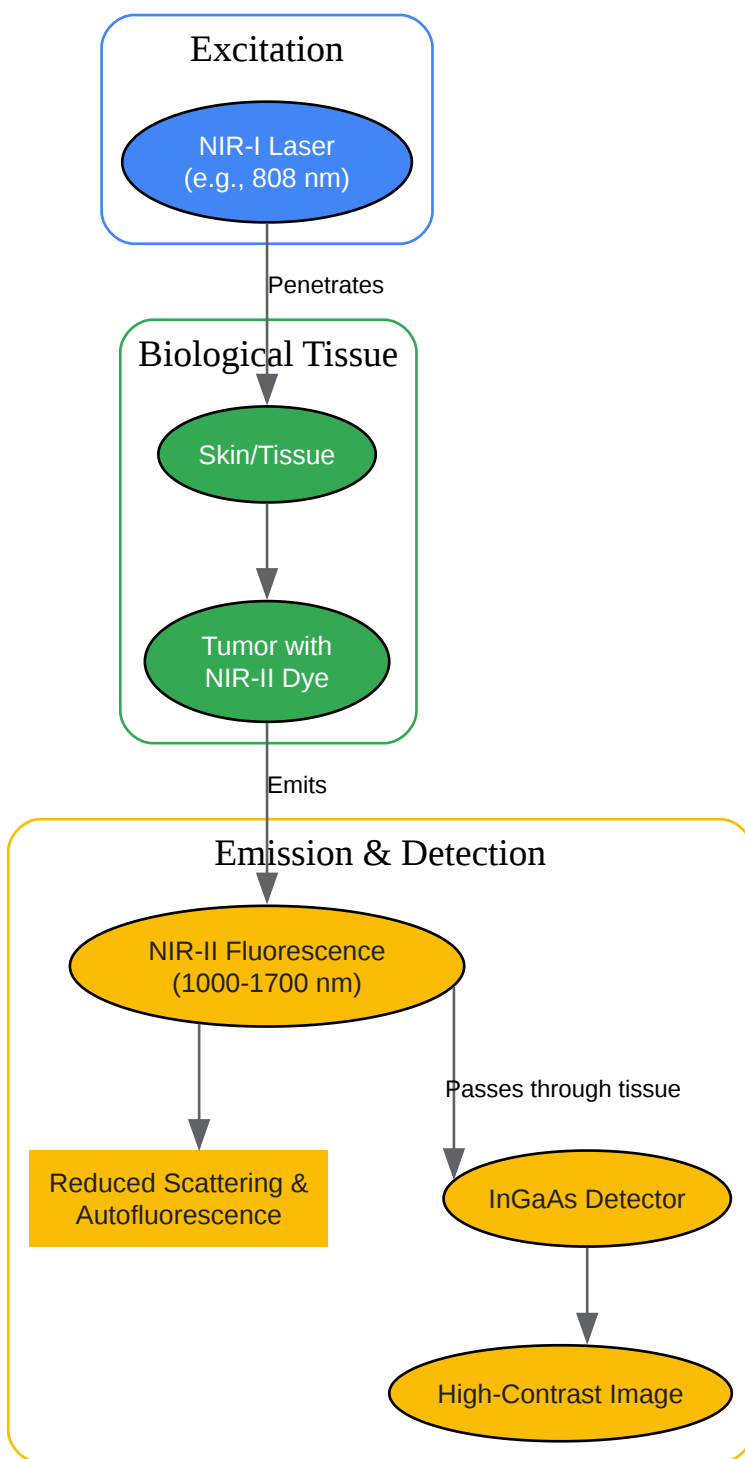 Excitation
NIR-I Laser
(e.g., 808 nm)
Penetrates
Biological Tissue
Skin/Tissue
Tumor with
NIR-II Dye
Emits
Emission & Detection
NIR-II Fluorescence
(1000-1700 nm)
Passes through tissue
Reduced Scattering &
Autofluorescence
InGaAs Detector
High-Contrast Image